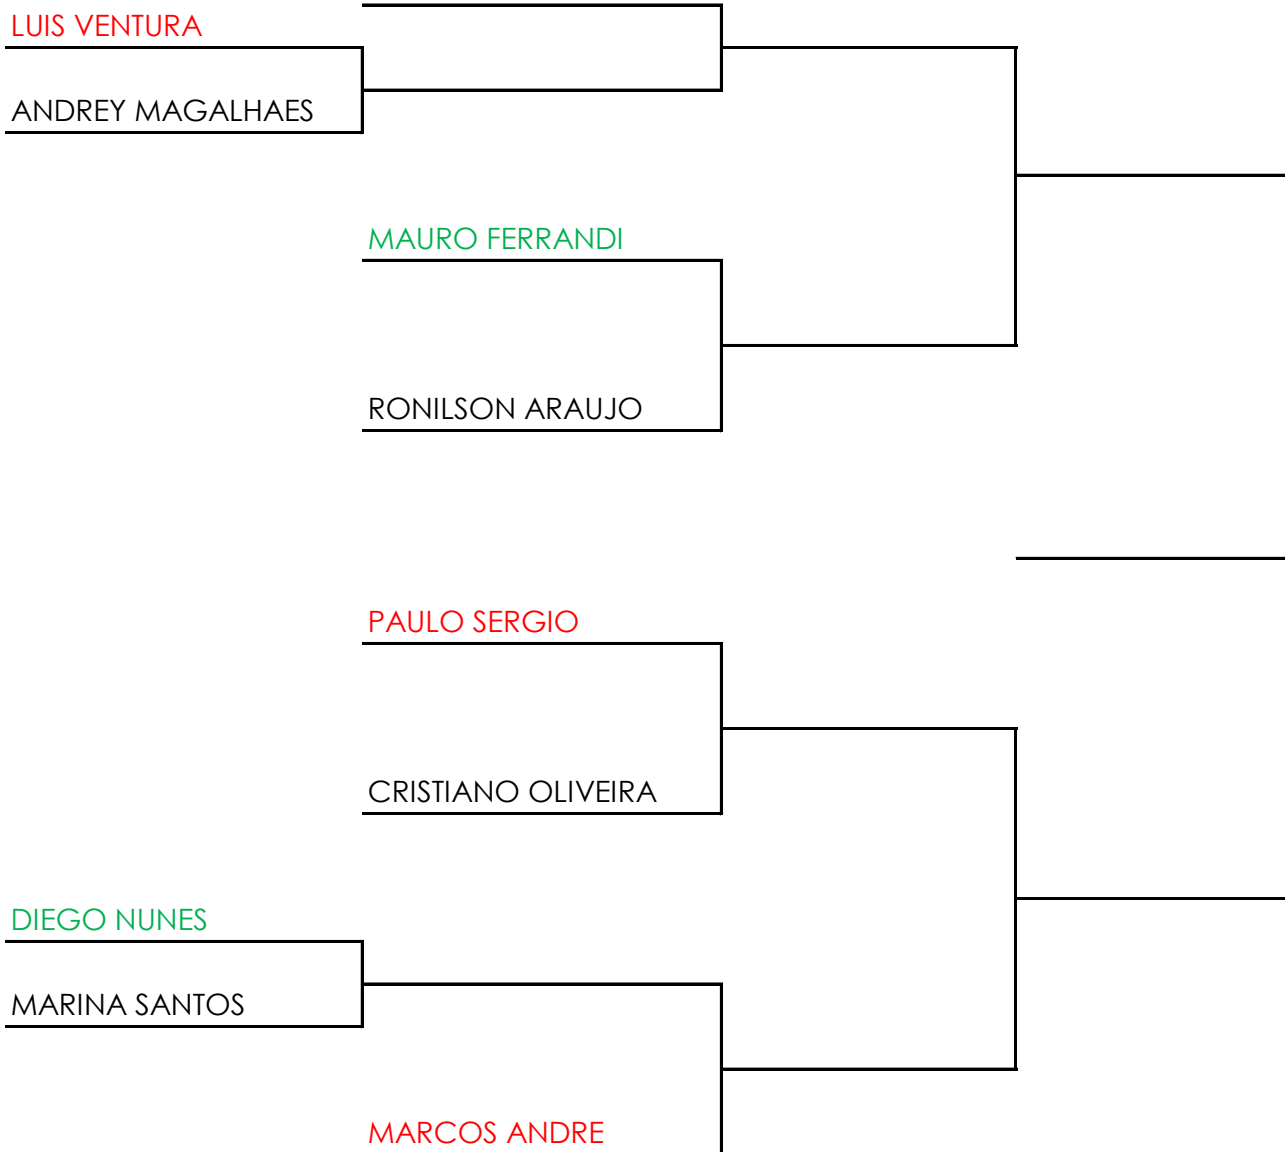 LUIS VENTURA
ANDREY MAGALHAES
MAURO FERRANDI
RONILSON ARAUJO
PAULO SERGIO
CRISTIANO OLIVEIRA
DIEGO NUNES
MARINA SANTOS
MARCOS ANDRE